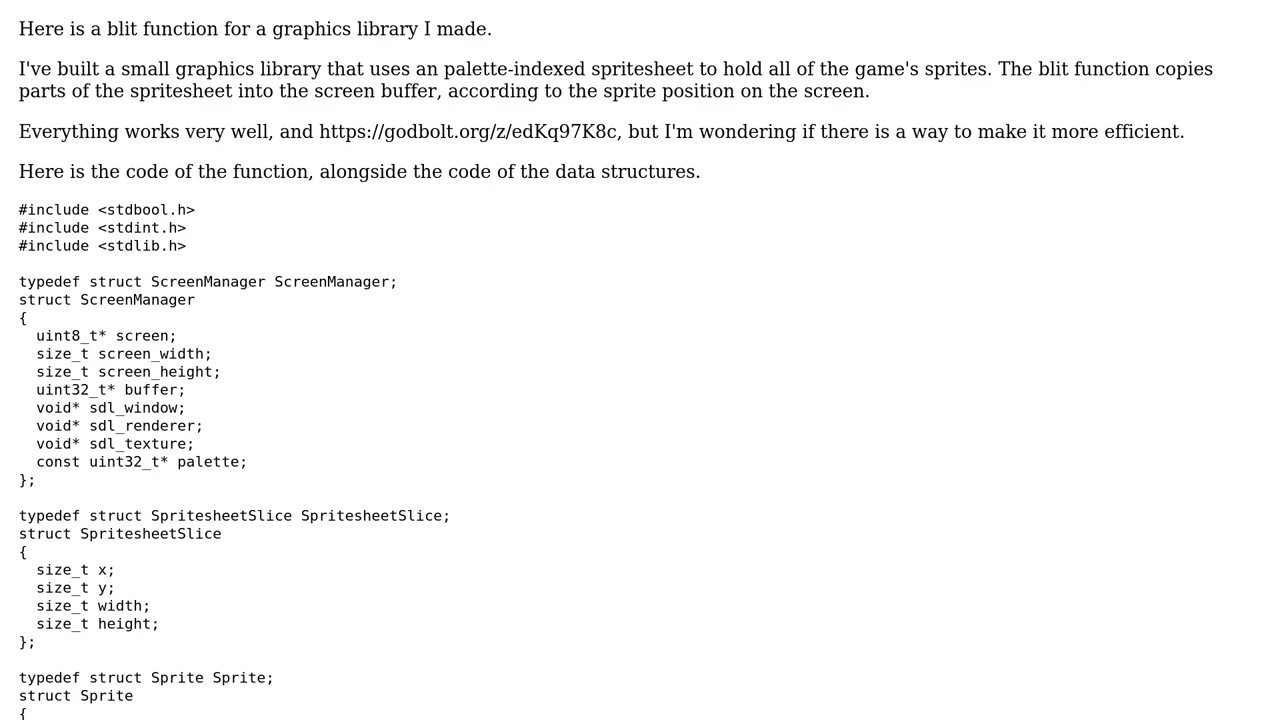 Here is a blit function for a graphics library I made.
I've built a small graphics library that uses an palette-indexed spritesheet to hold all of the game's sprites. The blit function copies
parts of the spritesheet into the screen buffer, according to the sprite position on the screen.
Everything works very well, and https://godbolt.org/z/edKq97K8c, but I'm wondering if there is a way to make it more efficient.
Here is the code of the function, alongside the code of the data structures.
#include <stdbool.h>
#include <stdint.h>
#include <stdlib.h>
typedef struct ScreenManager ScreenManager;
struct ScreenManager
{
  uint8_t* screen;
  size_t screen_width;
  size_t screen_height;
  uint32_t* buffer;
  void* sdl_window;
  void* sdl_renderer;
  void* sdl_texture;
  const uint32_t* palette;
};
typedef struct SpritesheetSlice SpritesheetSlice;
struct SpritesheetSlice
{
  size_t x;
  size_t y;
  size_t width;
  size_t height;
};
typedef struct Sprite Sprite;
struct Sprite
{